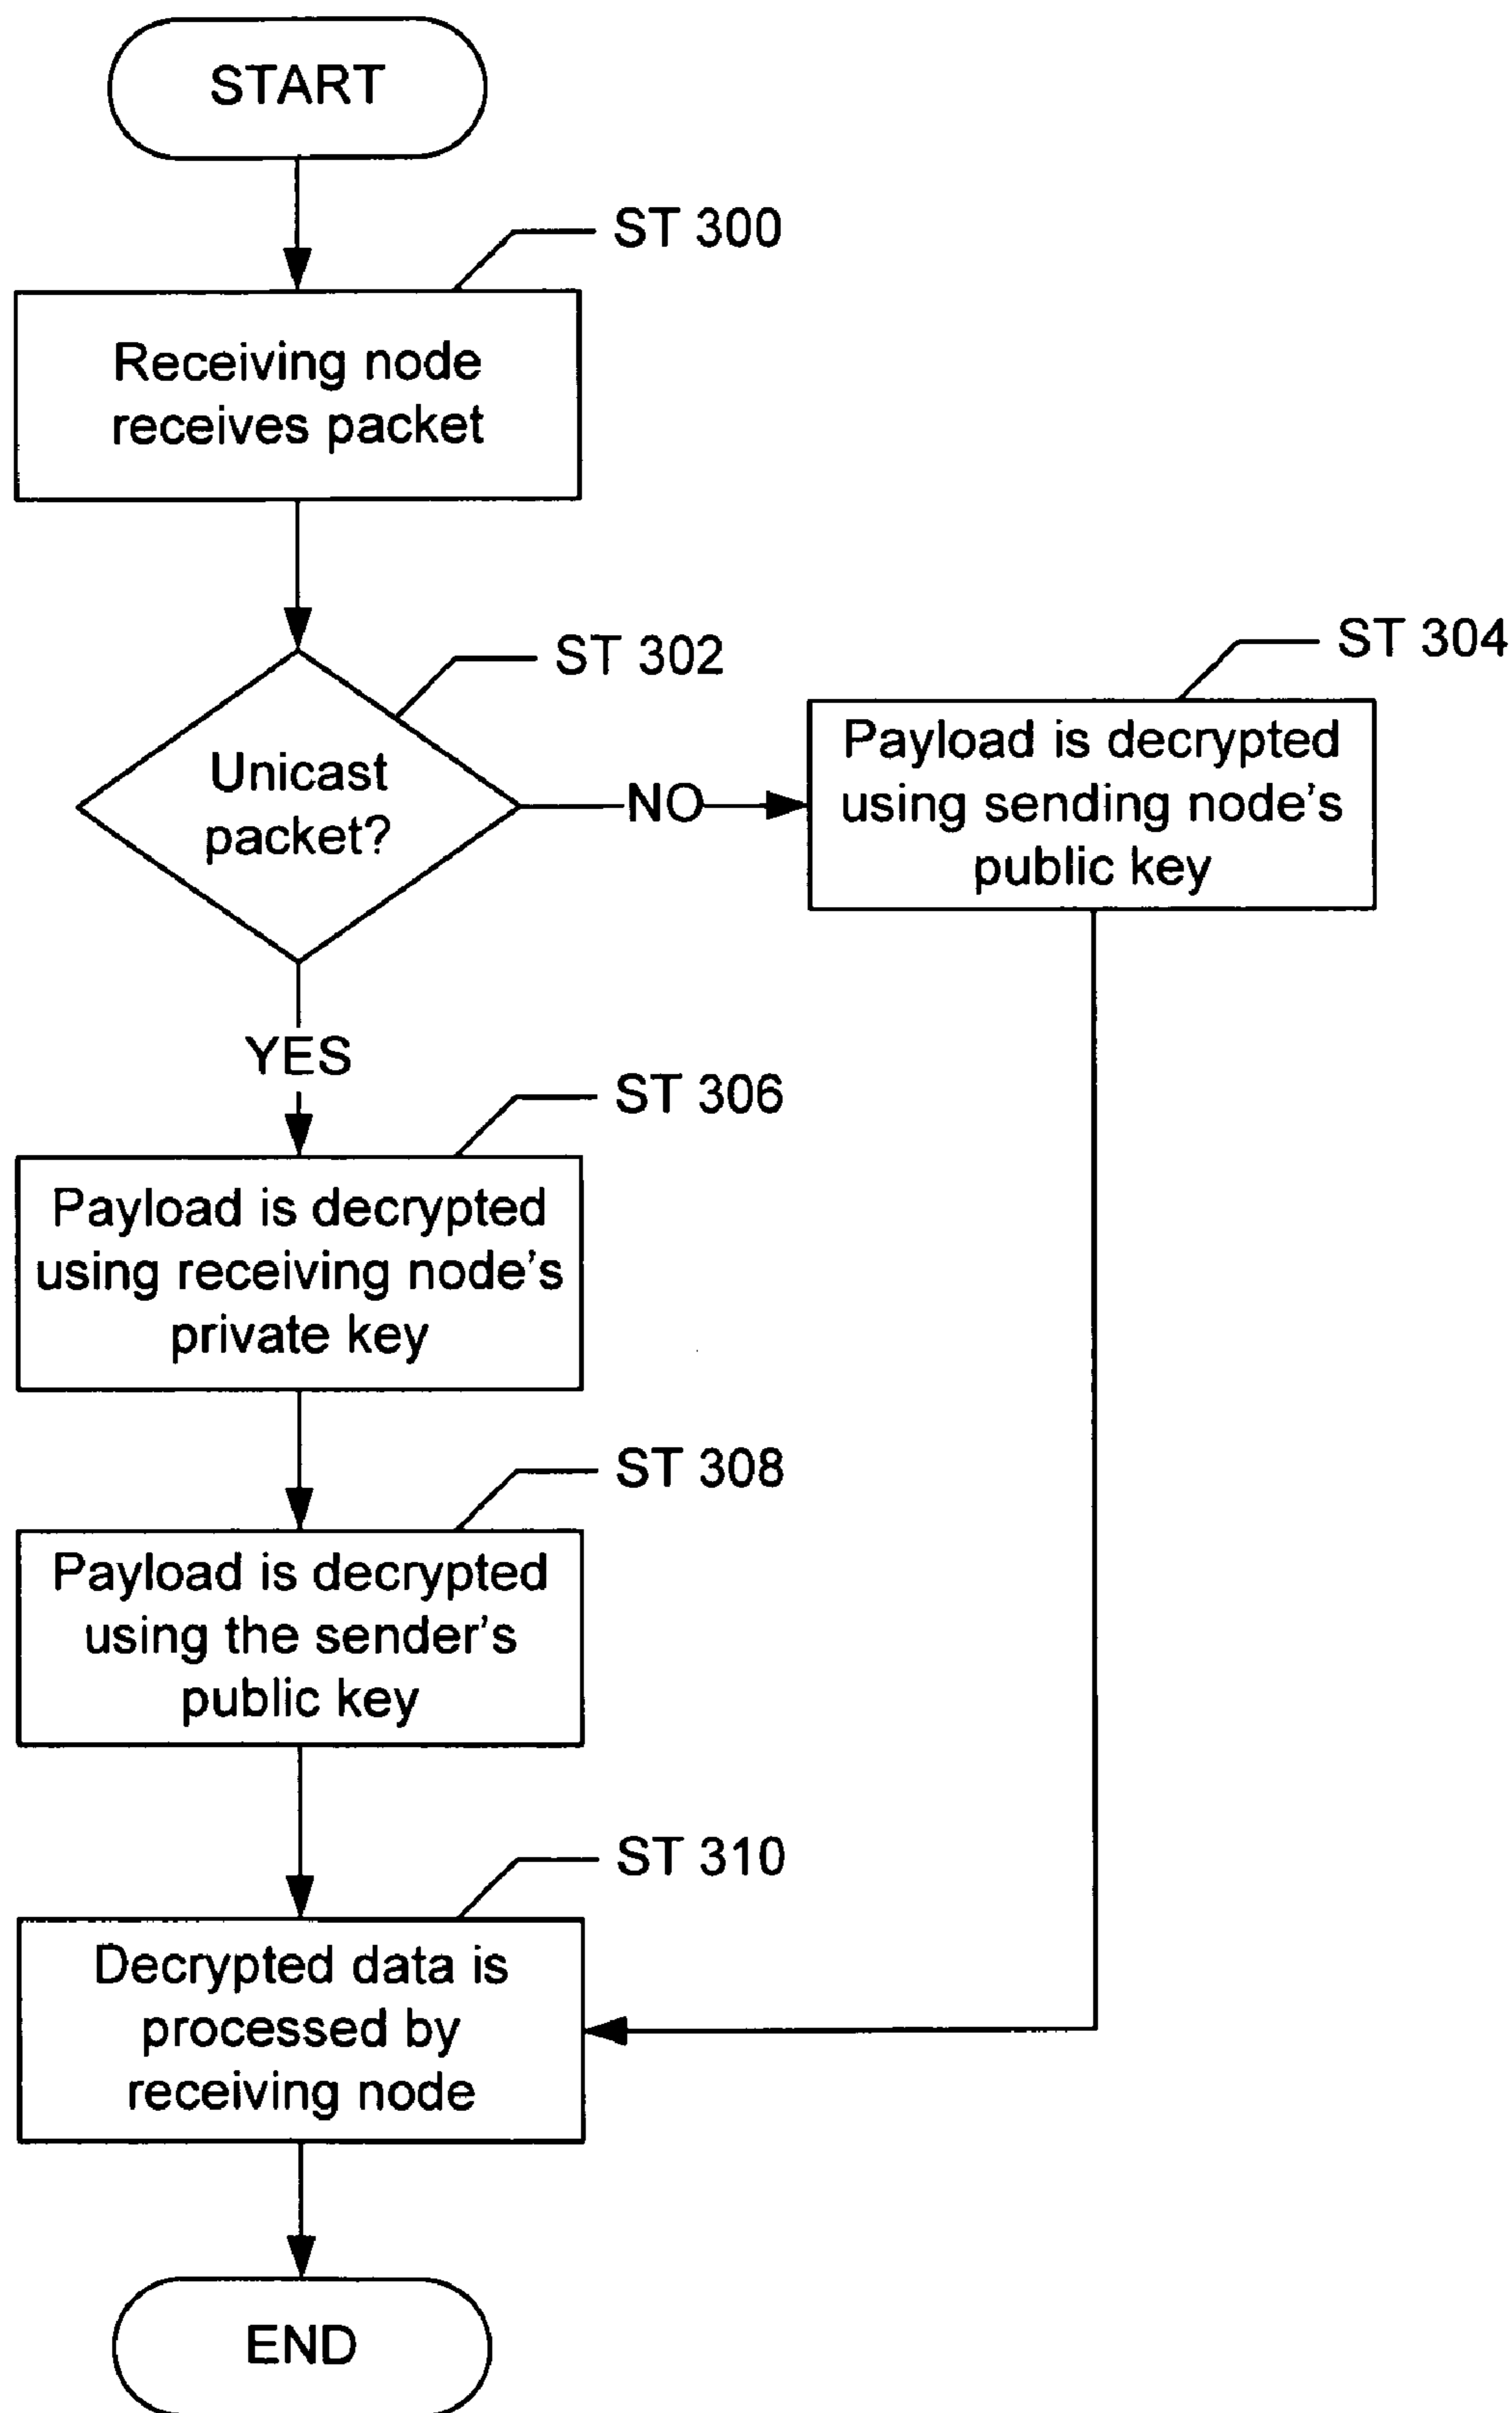 START
ST 300
Receiving node
receives packet
ST 302
Unicast
packet?
NO
ST 304
Payload is decrypted
using sending node's
public key
YES
ST 306
Payload is decrypted
using receiving node's
private key
ST 308
Payload is decrypted
using the sender's
public key
ST 310
Decrypted data is
processed by
receiving node
END